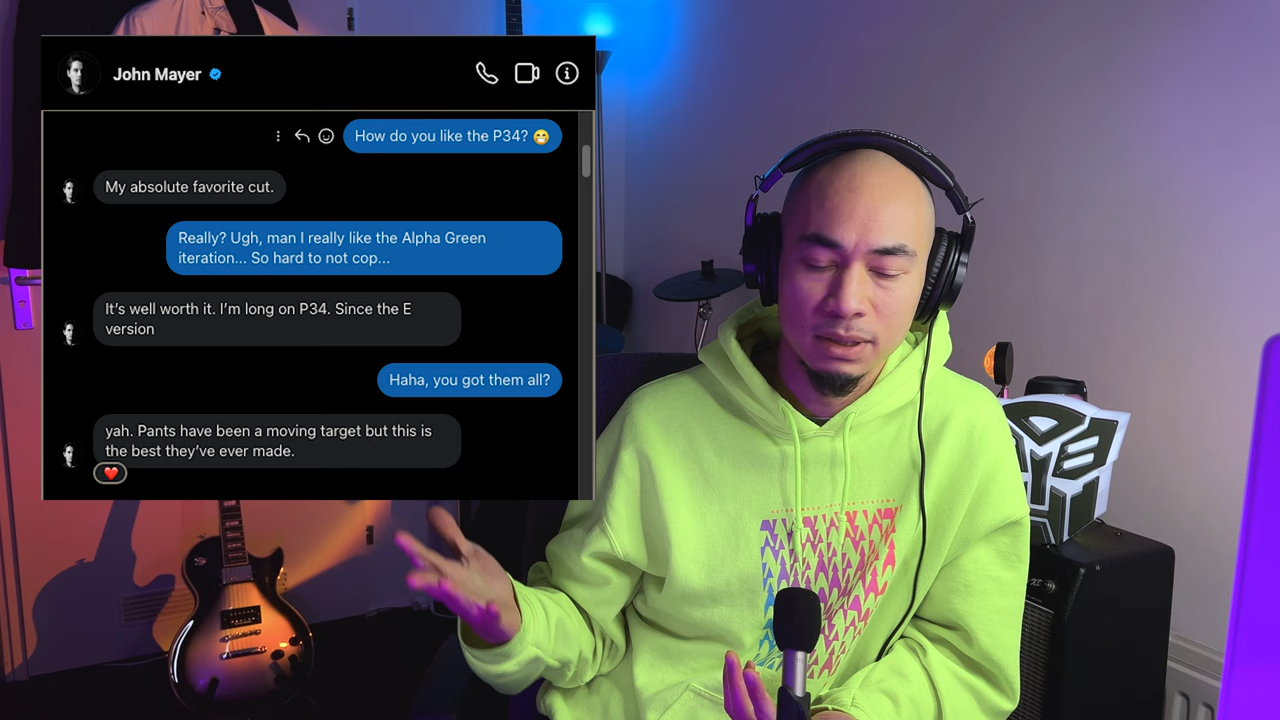 John Mayer
How do you like the P34? 😁
My absolute favorite cut.
Really? Ugh, man I really like the Alpha Green
iteration... So hard to not cop...
It's well worth it. I'm long on P34. Since the E
version
Haha, you got them all?
yah. Pants have been a moving target but this is
the best they've ever made.